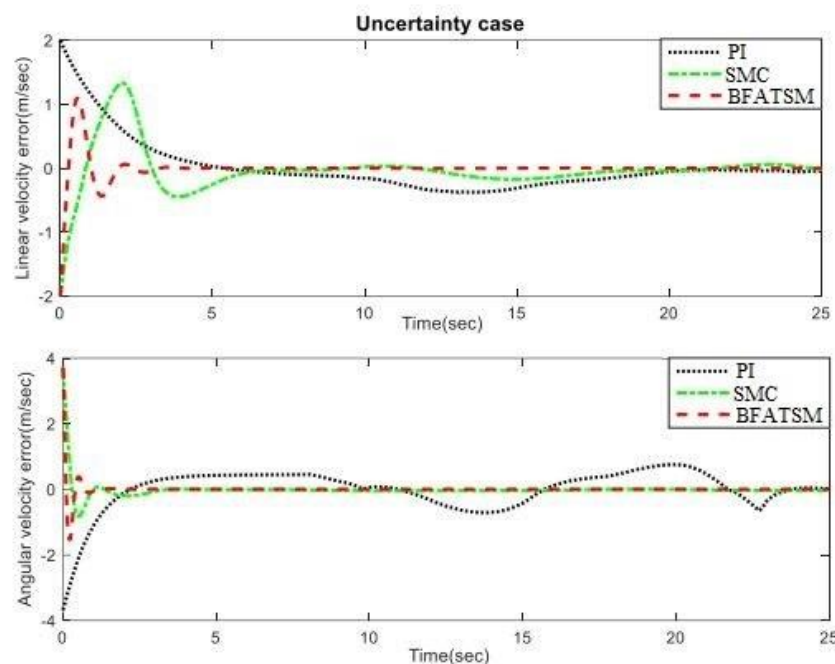 Uncertainty case
Linear velocity error(m/sec)
2
1
0
-1
-2
PI
SMC
BFATSM
0
5
10
15
20
25
Time(sec)
Angular velocity error(m/sec)
4
2
0
-2
-4
PI
SMC
BFATSM
0
5
10
15
20
25
Time(sec)